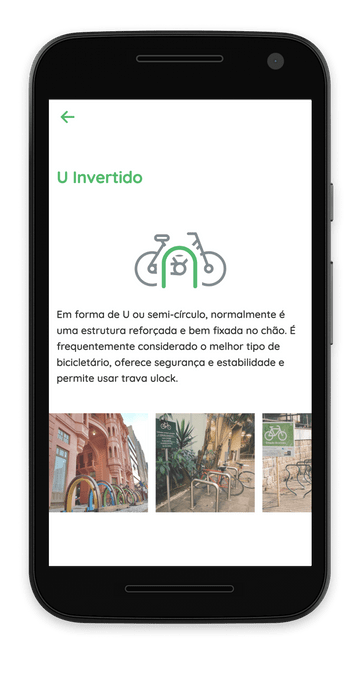 U Invertido
Em forma de U ou semi-círculo, normalmente é
uma estrutura reforçada e bem fixada no chão. É
frequentemente considerado o melhor tipo de
bicicletário, oferece segurança e estabilidade e
permite usar trava ulock.